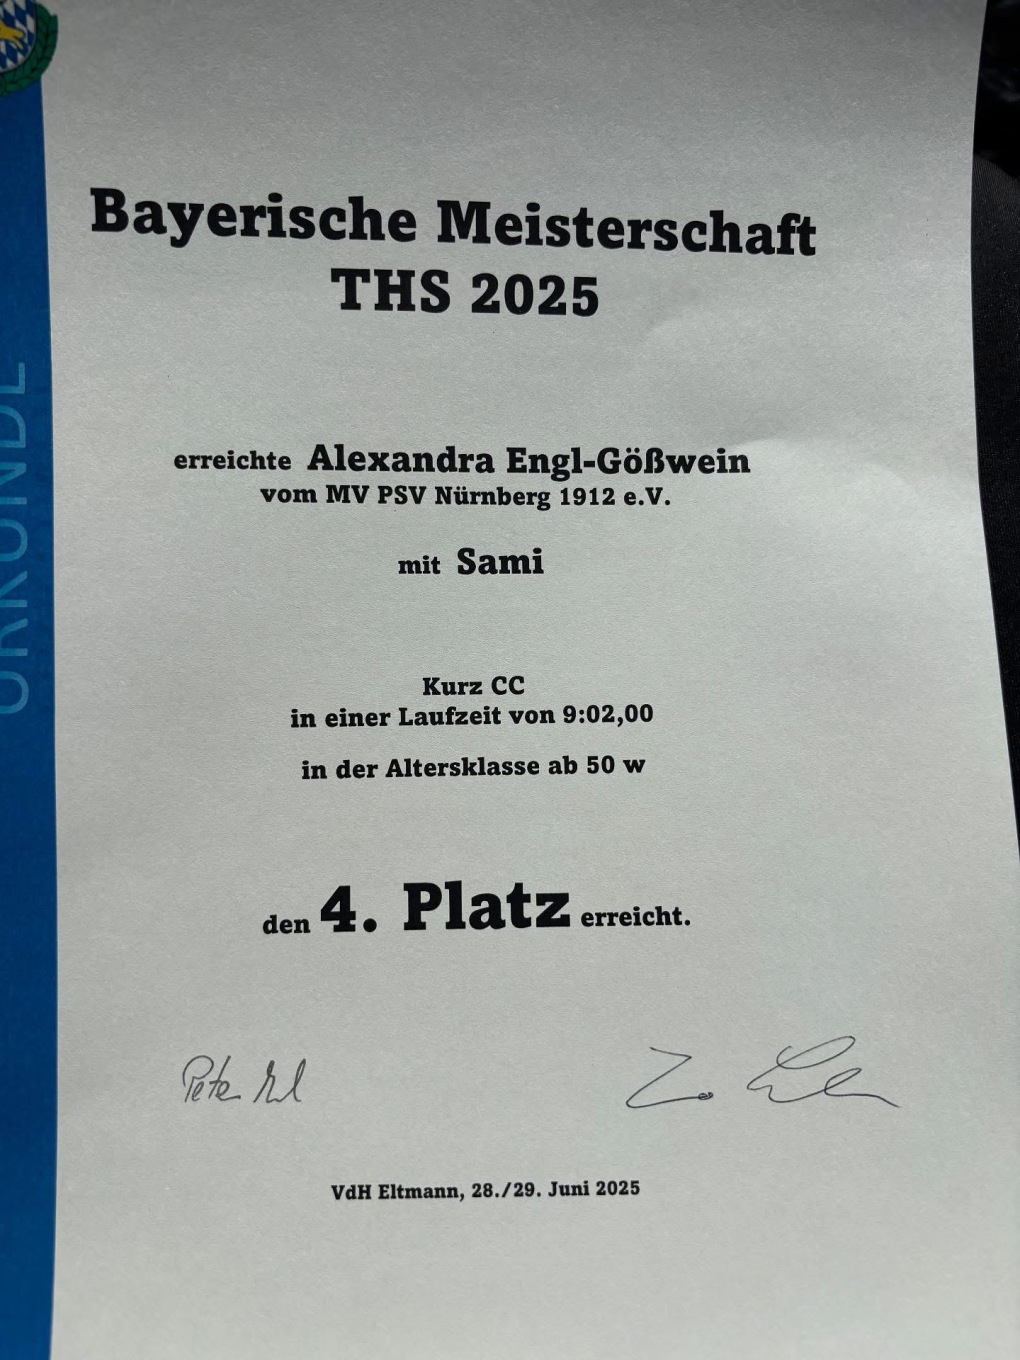 URKUNDE
Bayerische Meisterschaft
THS 2025
erreichte Alexandra Engl-Gößwein
vom MV PSV Nürnberg 1912 e.V.
mit Sami
Kurz CC
in einer Laufzeit von 9:02,00
in der Altersklasse ab 50 w
den 4. Platz erreicht.
Peter
VdH Eltmann, 28./29. Juni 2025